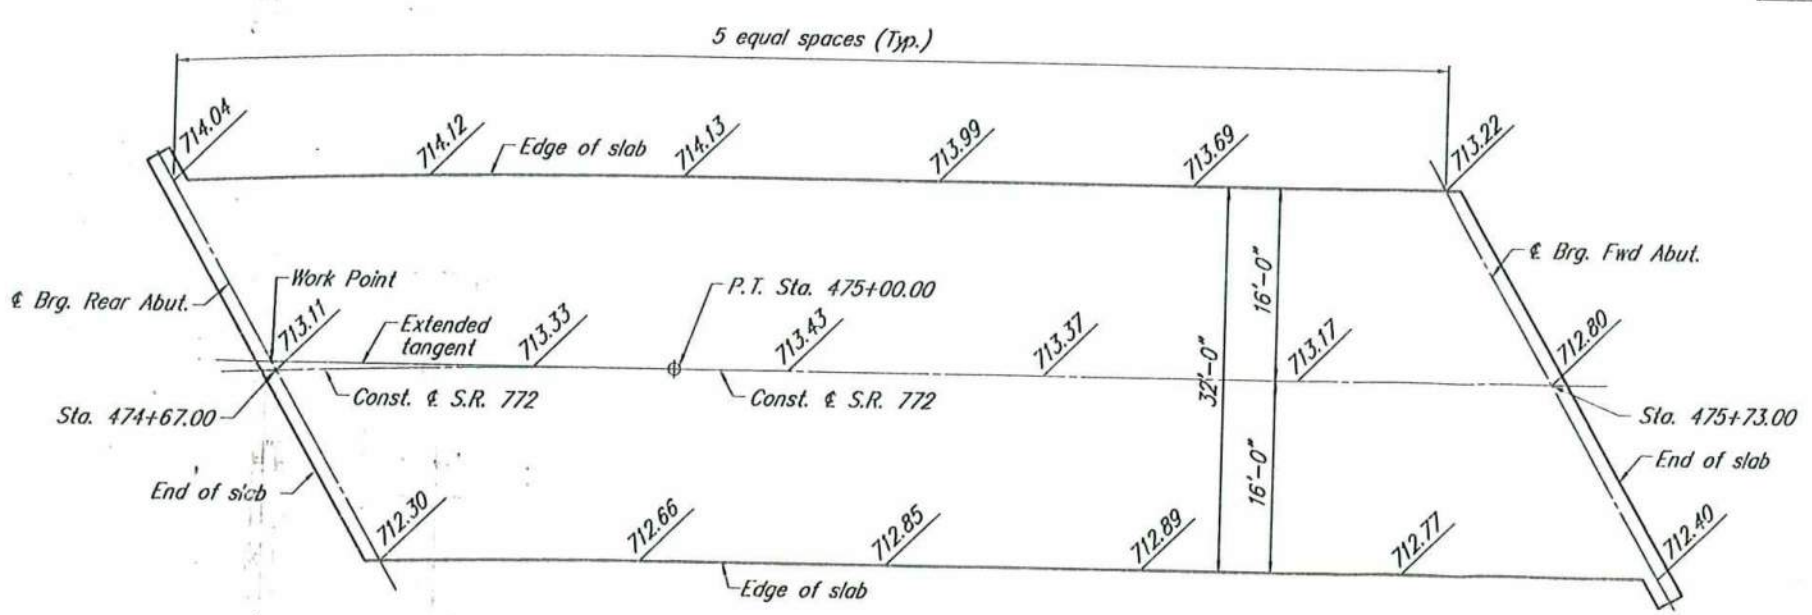 5 equal spaces (Typ.)
714.04
714.12
Edge of slab
714.13
713.99
713.69
713.22
℄ Brg. Rear Abut.
Work Point
713.11
Extended
tangent
713.33
P.T. Sta. 475+00.00
713.43
713.37
16'-0"
32'-0"
713.17
℄ Brg. Fwd Abut.
712.80
Sta. 474+67.00
Const. ℄ S.R. 772
Const. ℄ S.R. 772
Sta. 475+73.00
End of slab
712.30
712.66
712.85
712.89
16'-0"
712.77
End of slab
712.40
Edge of slab